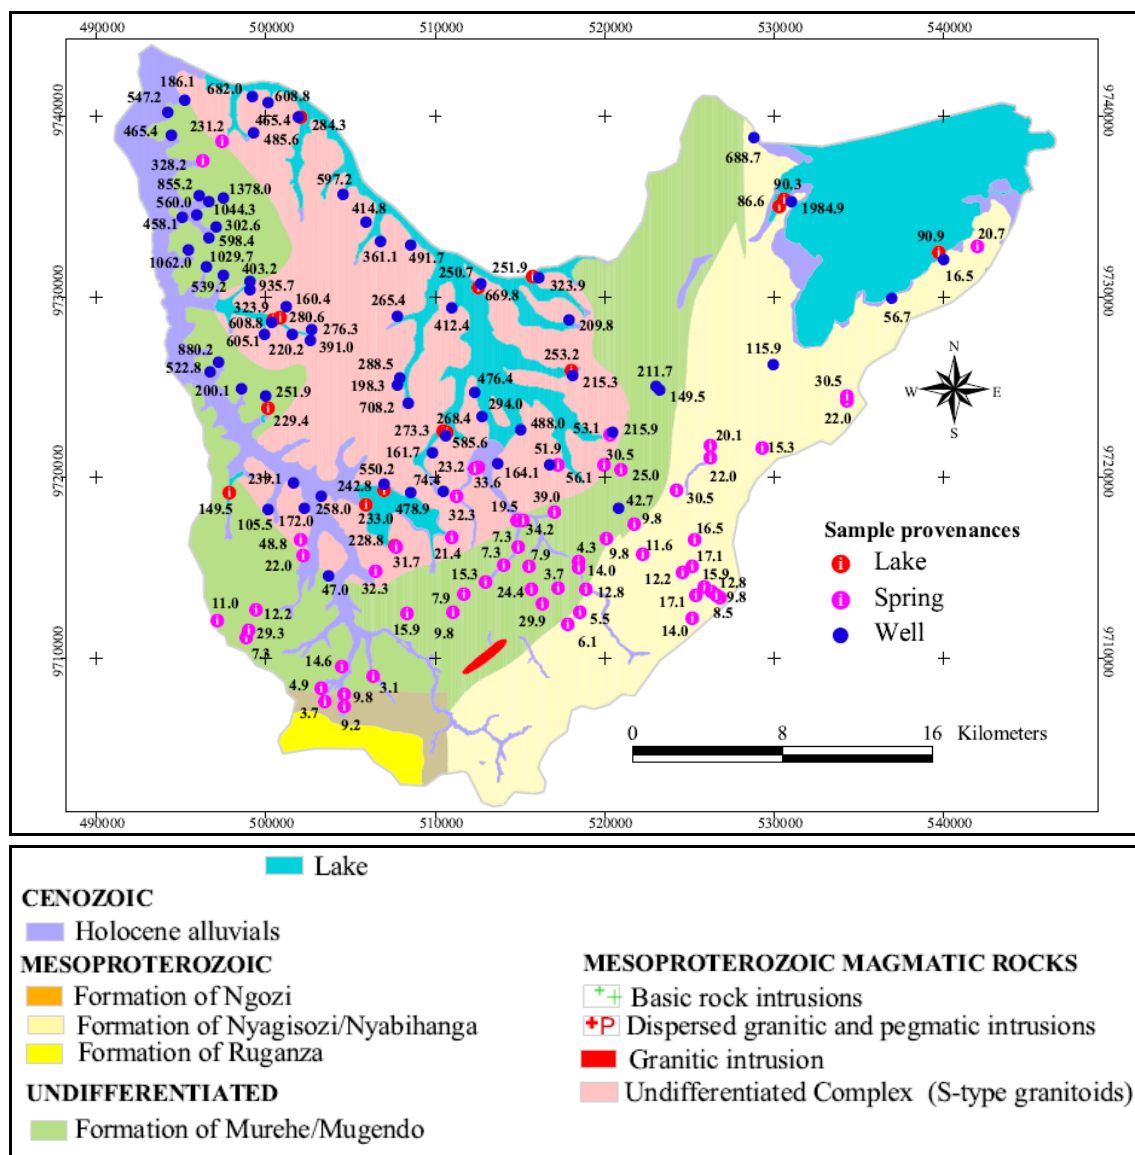 490000 500000 510000 520000 530000 540000
9740000 9740000
9730000 9730000
9720000 9720000
9710000 9710000
186.1 682.0 608.8
547.2 465.4 284.3
465.4 231.2 485.6
688.7
328.2
855.2 1378.0 597.2 90.3
560.0 1044.3 414.8 86.6 1984.9
458.1 302.6
598.4 361.1 491.7 90.9 20.7
1062.0 1029.7 250.7 251.9
539.2 403.2 16.5
935.7 669.8 323.9
323.9 160.4 265.4 56.7
608.8 280.6 412.4 209.8
605.1 276.3
220.2 391.0 115.9
880.2 288.5 253.2 211.7
522.8 198.3 476.4 215.3 30.5
200.1 251.9 149.5
708.2 294.0 22.0
229.4 268.4
273.3 585.6 488.0 53.1 215.9
20.1 15.3
161.7 51.9 30.5
239.1 550.2 74.4 23.2 164.1 56.1 25.0 22.0
149.5 242.8 33.6 30.5
105.5 258.0 233.0 478.9 39.0 42.7
172.0 32.3 19.5
48.8 228.8 34.2 9.8 16.5
21.4 7.3 9.8 11.6
22.0 31.7 7.3 7.9 4.3 17.1
47.0 32.3 15.3 3.7 14.0 12.2 15.9
24.4 12.8 12.8
11.0 7.9 17.1 9.8
12.2 8.5
29.3 15.9 9.8 29.9 5.5 14.0
7.3 6.1
14.6
4.9 3.1
3.7 9.8
9.2
N
W E
S
Sample provenances
Lake
Spring
Well
0 8 16 Kilometers
490000 500000 510000 520000 530000 540000
Lake
CENOZOIC
Holocene alluvials
MESOPROTEROZOIC
Formation of Ngozi
Formation of Nyagisozi/Nyabihanga
Formation of Ruganza
UNDIFFERENTIATED
Formation of Murehe/Mugendo
MESOPROTEROZOIC MAGMATIC ROCKS
Basic rock intrusions
P Dispersed granitic and pegmatic intrusions
Granitic intrusion
Undifferentiated Complex (S-type granitoids)